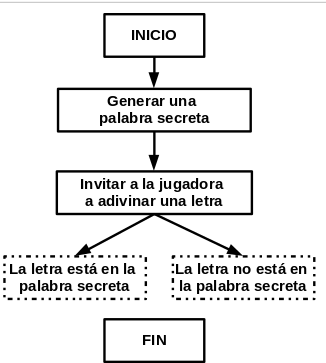 INICIO
Generar una
palabra secreta
Invitar a la jugadora
a adivinar una letra
La letra está en la
palabra secreta
La letra no está en
la palabra secreta
FIN